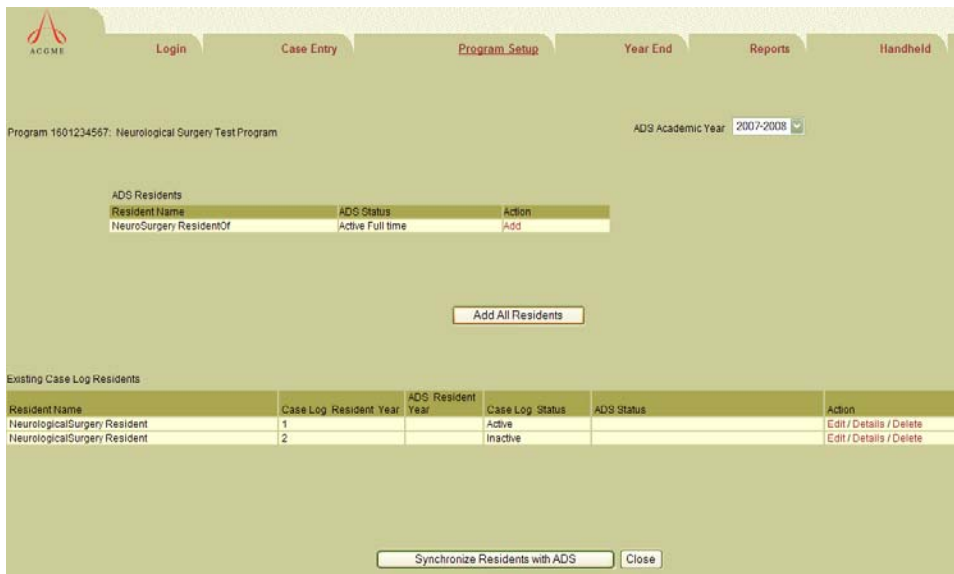 ACGME
Login Case Entry Program Setup Year End Reports Handheld
Program 1601234567: Neurological Surgery Test Program ADS Academic Year 2007-2008
ADS Residents
Resident Name ADS Status Action
NeuroSurgery ResidentOf Active Full time Add
Add All Residents
Existing Case Log Residents
Resident Name Case Log Resident Year ADS Resident Year Case Log Status ADS Status Action
NeurologicalSurgery Resident 1 Active Edit / Details / Delete
NeurologicalSurgery Resident 2 Inactive Edit / Details / Delete
Synchronize Residents with ADS Close